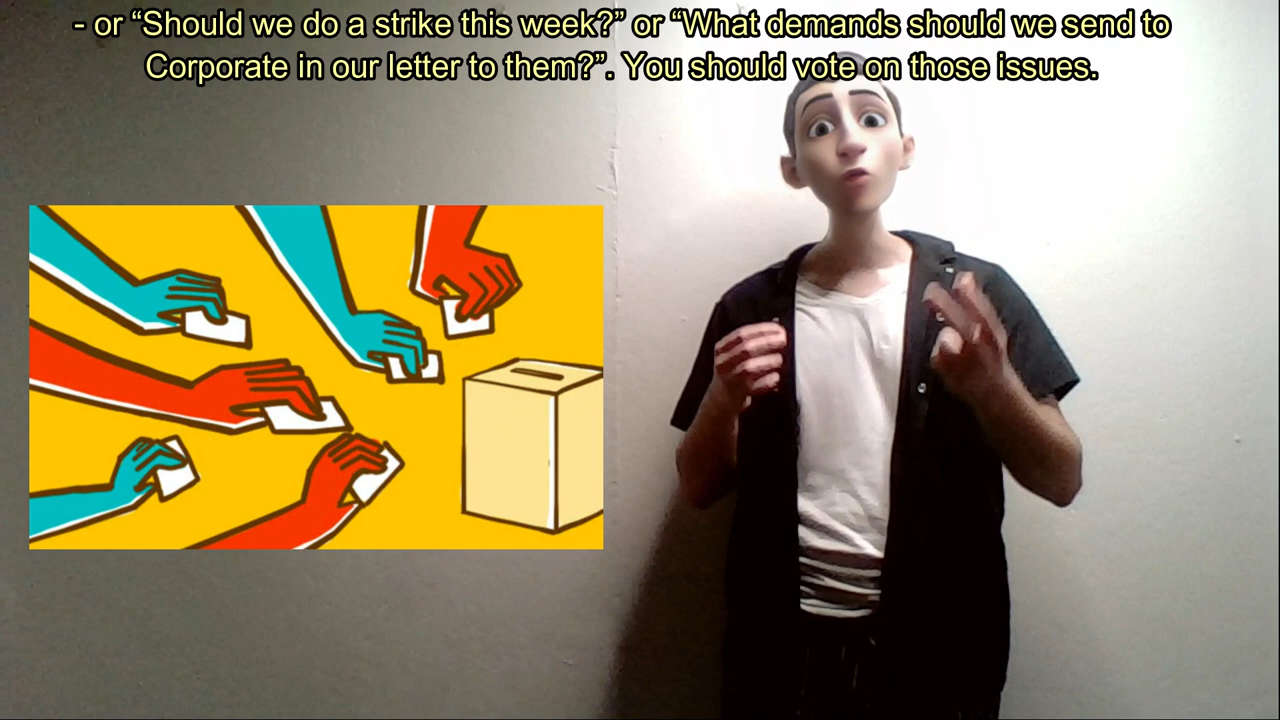 - or “Should we do a strike this week?” or “What demands should we send to
Corporate in our letter to them?”. You should vote on those issues.